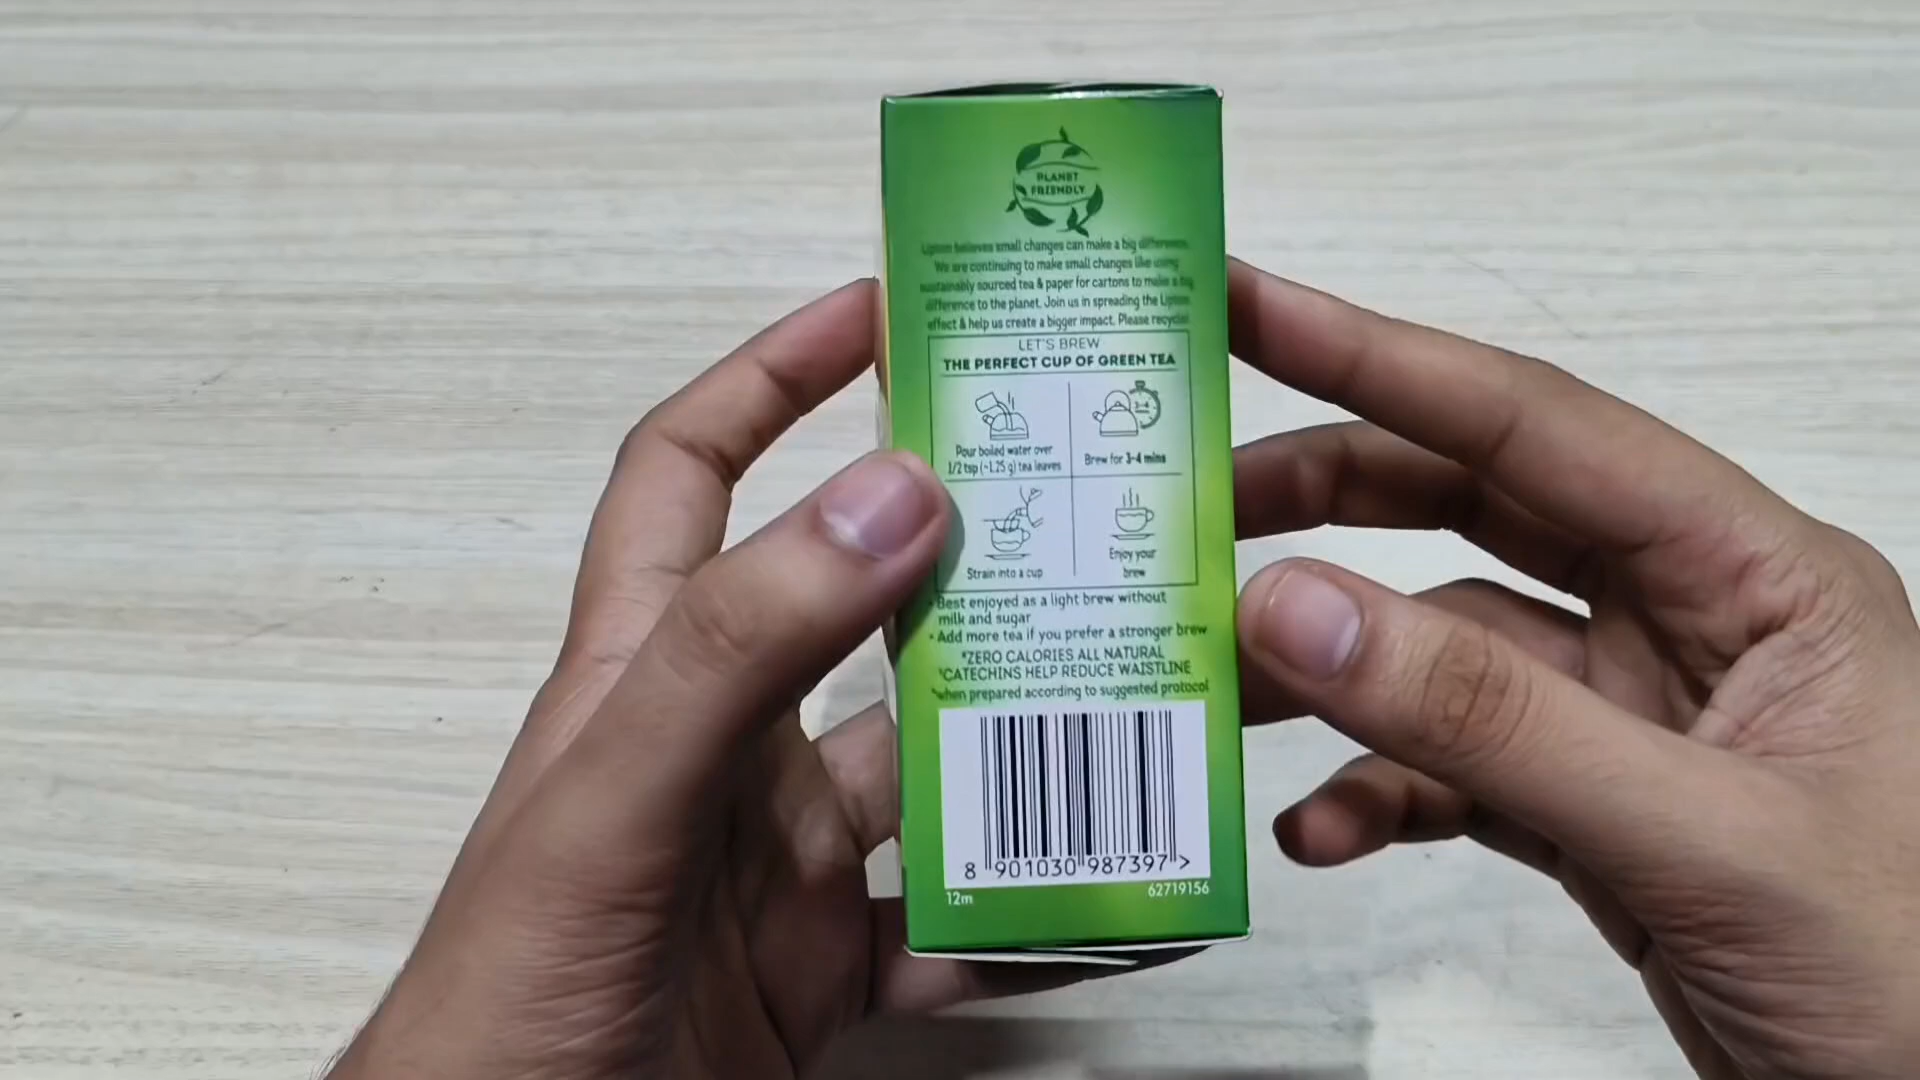 PLANET
FRIENDLY
Lipton believes small changes can make a big difference.
We are continuing to make small changes like using
sustainably sourced tea & paper for cartons to make a big
difference to the planet. Join us in spreading the Lipton
effect & help us create a bigger impact. Please recycle!
LET'S BREW
THE PERFECT CUP OF GREEN TEA
3-4
Pour boiled water over
1/2 tsp (~1.25 g) tea leaves
Brew for 3-4 mins
Strain into a cup
Enjoy your
brew
• Best enjoyed as a light brew without
milk and sugar
• Add more tea if you prefer a stronger brew
*ZERO CALORIES ALL NATURAL
CATECHINS HELP REDUCE WAISTLINE
when prepared according to suggested protocol
8 901030 987397 >
12m
62719156